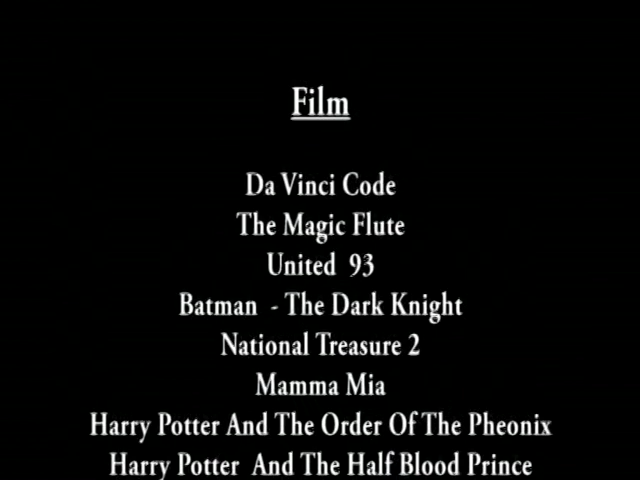 Film
Da Vinci Code
The Magic Flute
United 93
Batman - The Dark Knight
National Treasure 2
Mamma Mia
Harry Potter And The Order Of The Pheonix
Harry Potter And The Half Blood Prince